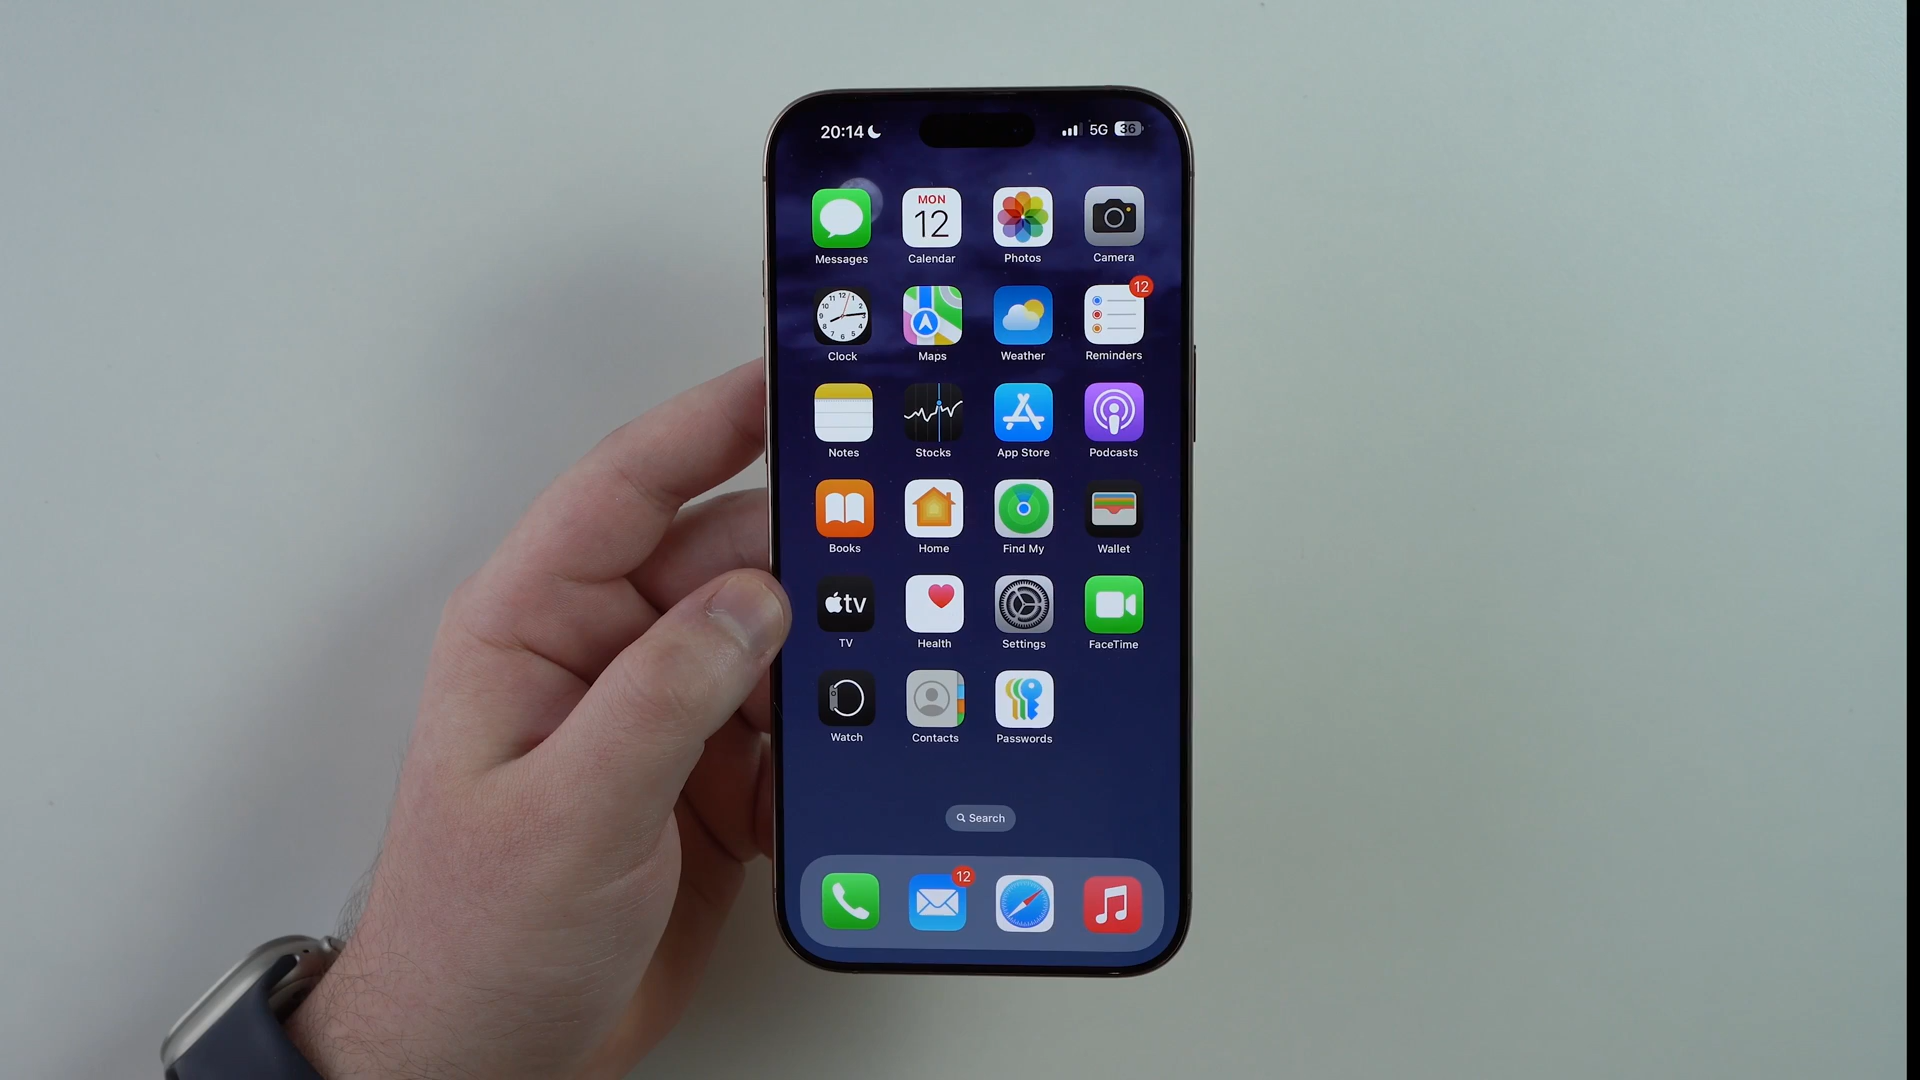 20:14 5G 36
MON
12
Messages Calendar Photos Camera
12
Clock Maps Weather Reminders
Notes Stocks App Store Podcasts
Books Home Find My Wallet
tv
TV Health Settings FaceTime
Watch Contacts Passwords
Search
12